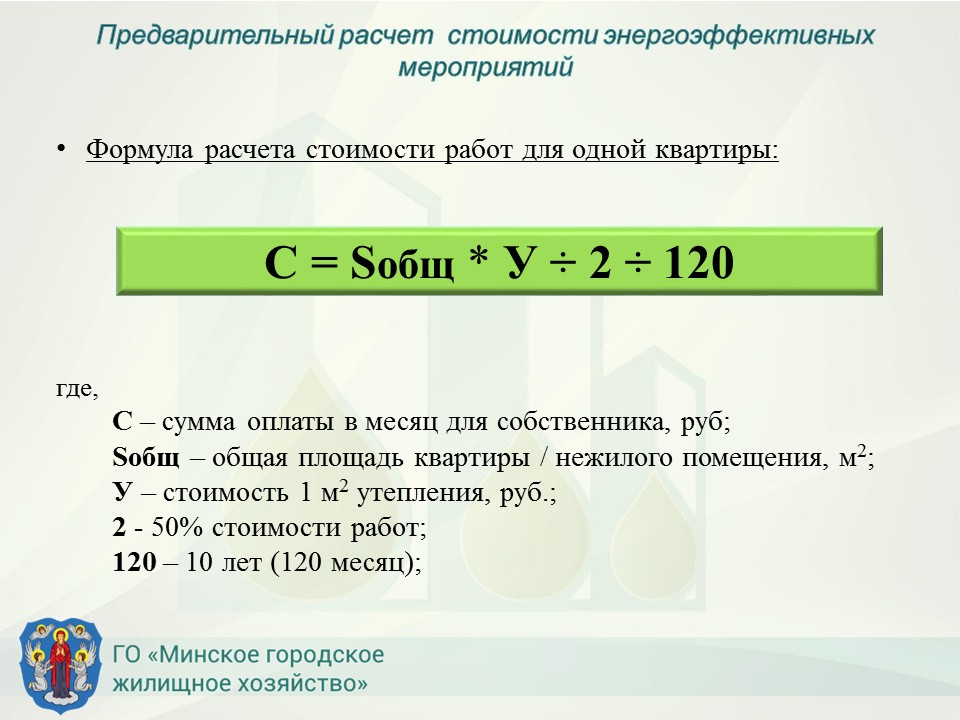 Предварительный расчет стоимости энергоэффективных
мероприятий
• Формула расчета стоимости работ для одной квартиры:
С = Sобщ * У ÷ 2 ÷ 120
где,
С – сумма оплаты в месяц для собственника, руб;
Sобщ – общая площадь квартиры / нежилого помещения, м²;
У – стоимость 1 м² утепления, руб.;
2 - 50% стоимости работ;
120 – 10 лет (120 месяц);
ГО «Минское городское
жилищное хозяйство»